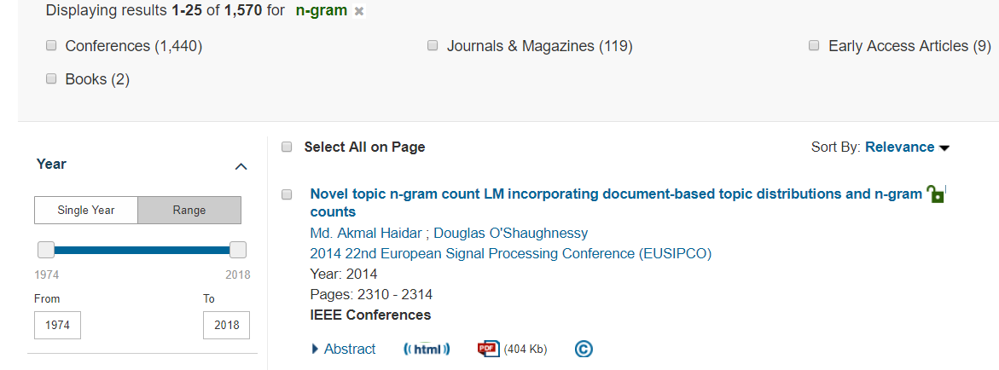 Displaying results 1-25 of 1,570 for n-gram ×
Conferences (1,440)
Journals & Magazines (119)
Early Access Articles (9)
Books (2)
Year
Single Year
Range
1974
2018
From
To
1974
2018
Select All on Page
Sort By: Relevance
Novel topic n-gram count LM incorporating document-based topic distributions and n-gram
counts
Md. Akmal Haidar ; Douglas O'Shaughnessy
2014 22nd European Signal Processing Conference (EUSIPCO)
Year: 2014
Pages: 2310 - 2314
IEEE Conferences
Abstract
((html))
PDF (404 Kb)
©